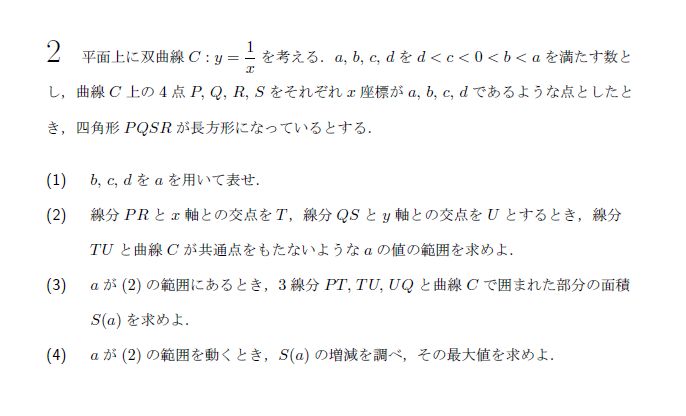 2 平面上に双曲線 C : y = 1/x を考える. a, b, c, d を d < c < 0 < b < a を満たす数と
し, 曲線 C 上の 4 点 P, Q, R, S をそれぞれ x 座標が a, b, c, d であるような点としたと
き, 四角形 PQSR が長方形になっているとする.
(1) b, c, d を a を用いて表せ.
(2) 線分 PR と x 軸との交点を T, 線分 QS と y 軸との交点を U とするとき, 線分
TU と曲線 C が共通点をもたないような a の値の範囲を求めよ.
(3) a が (2) の範囲にあるとき, 3 線分 PT, TU, UQ と曲線 C で囲まれた部分の面積
S(a) を求めよ.
(4) a が (2) の範囲を動くとき, S(a) の増減を調べ, その最大値を求めよ.